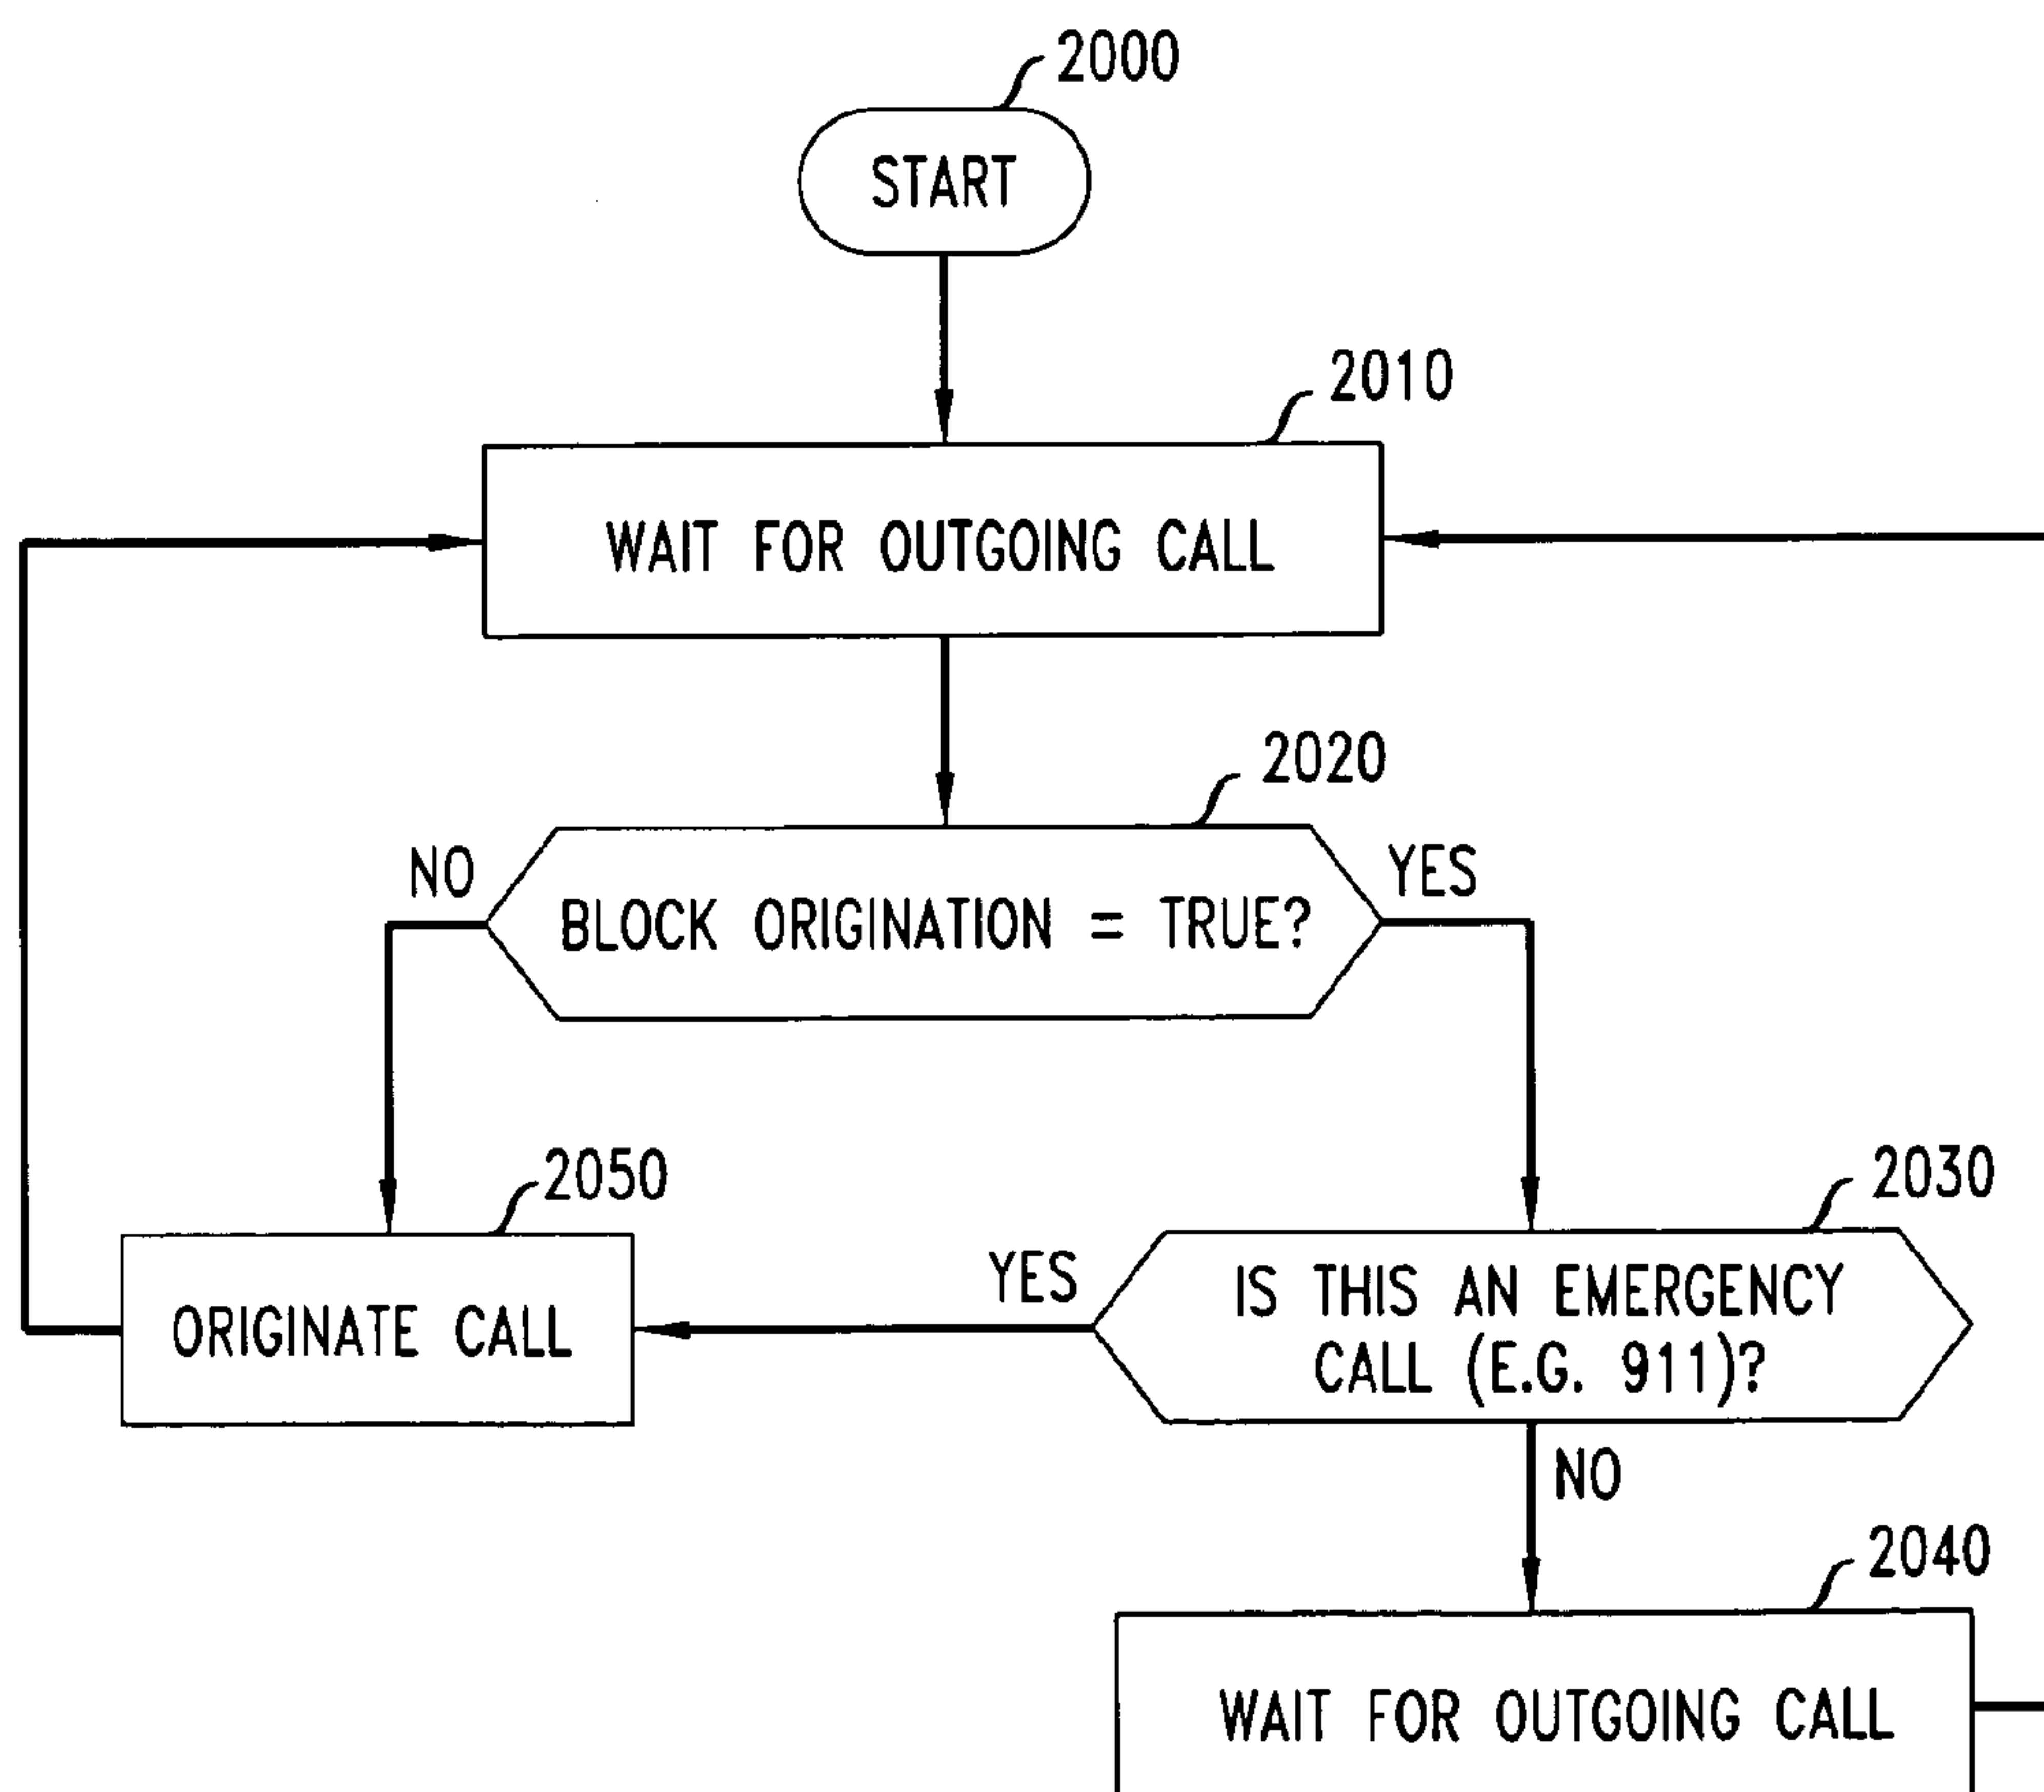 2000
START
2010
WAIT FOR OUTGOING CALL
2020
NO
YES
BLOCK ORIGINATION = TRUE?
2050
2030
YES
IS THIS AN EMERGENCY
CALL (E.G. 911)?
ORIGINATE CALL
NO
2040
WAIT FOR OUTGOING CALL